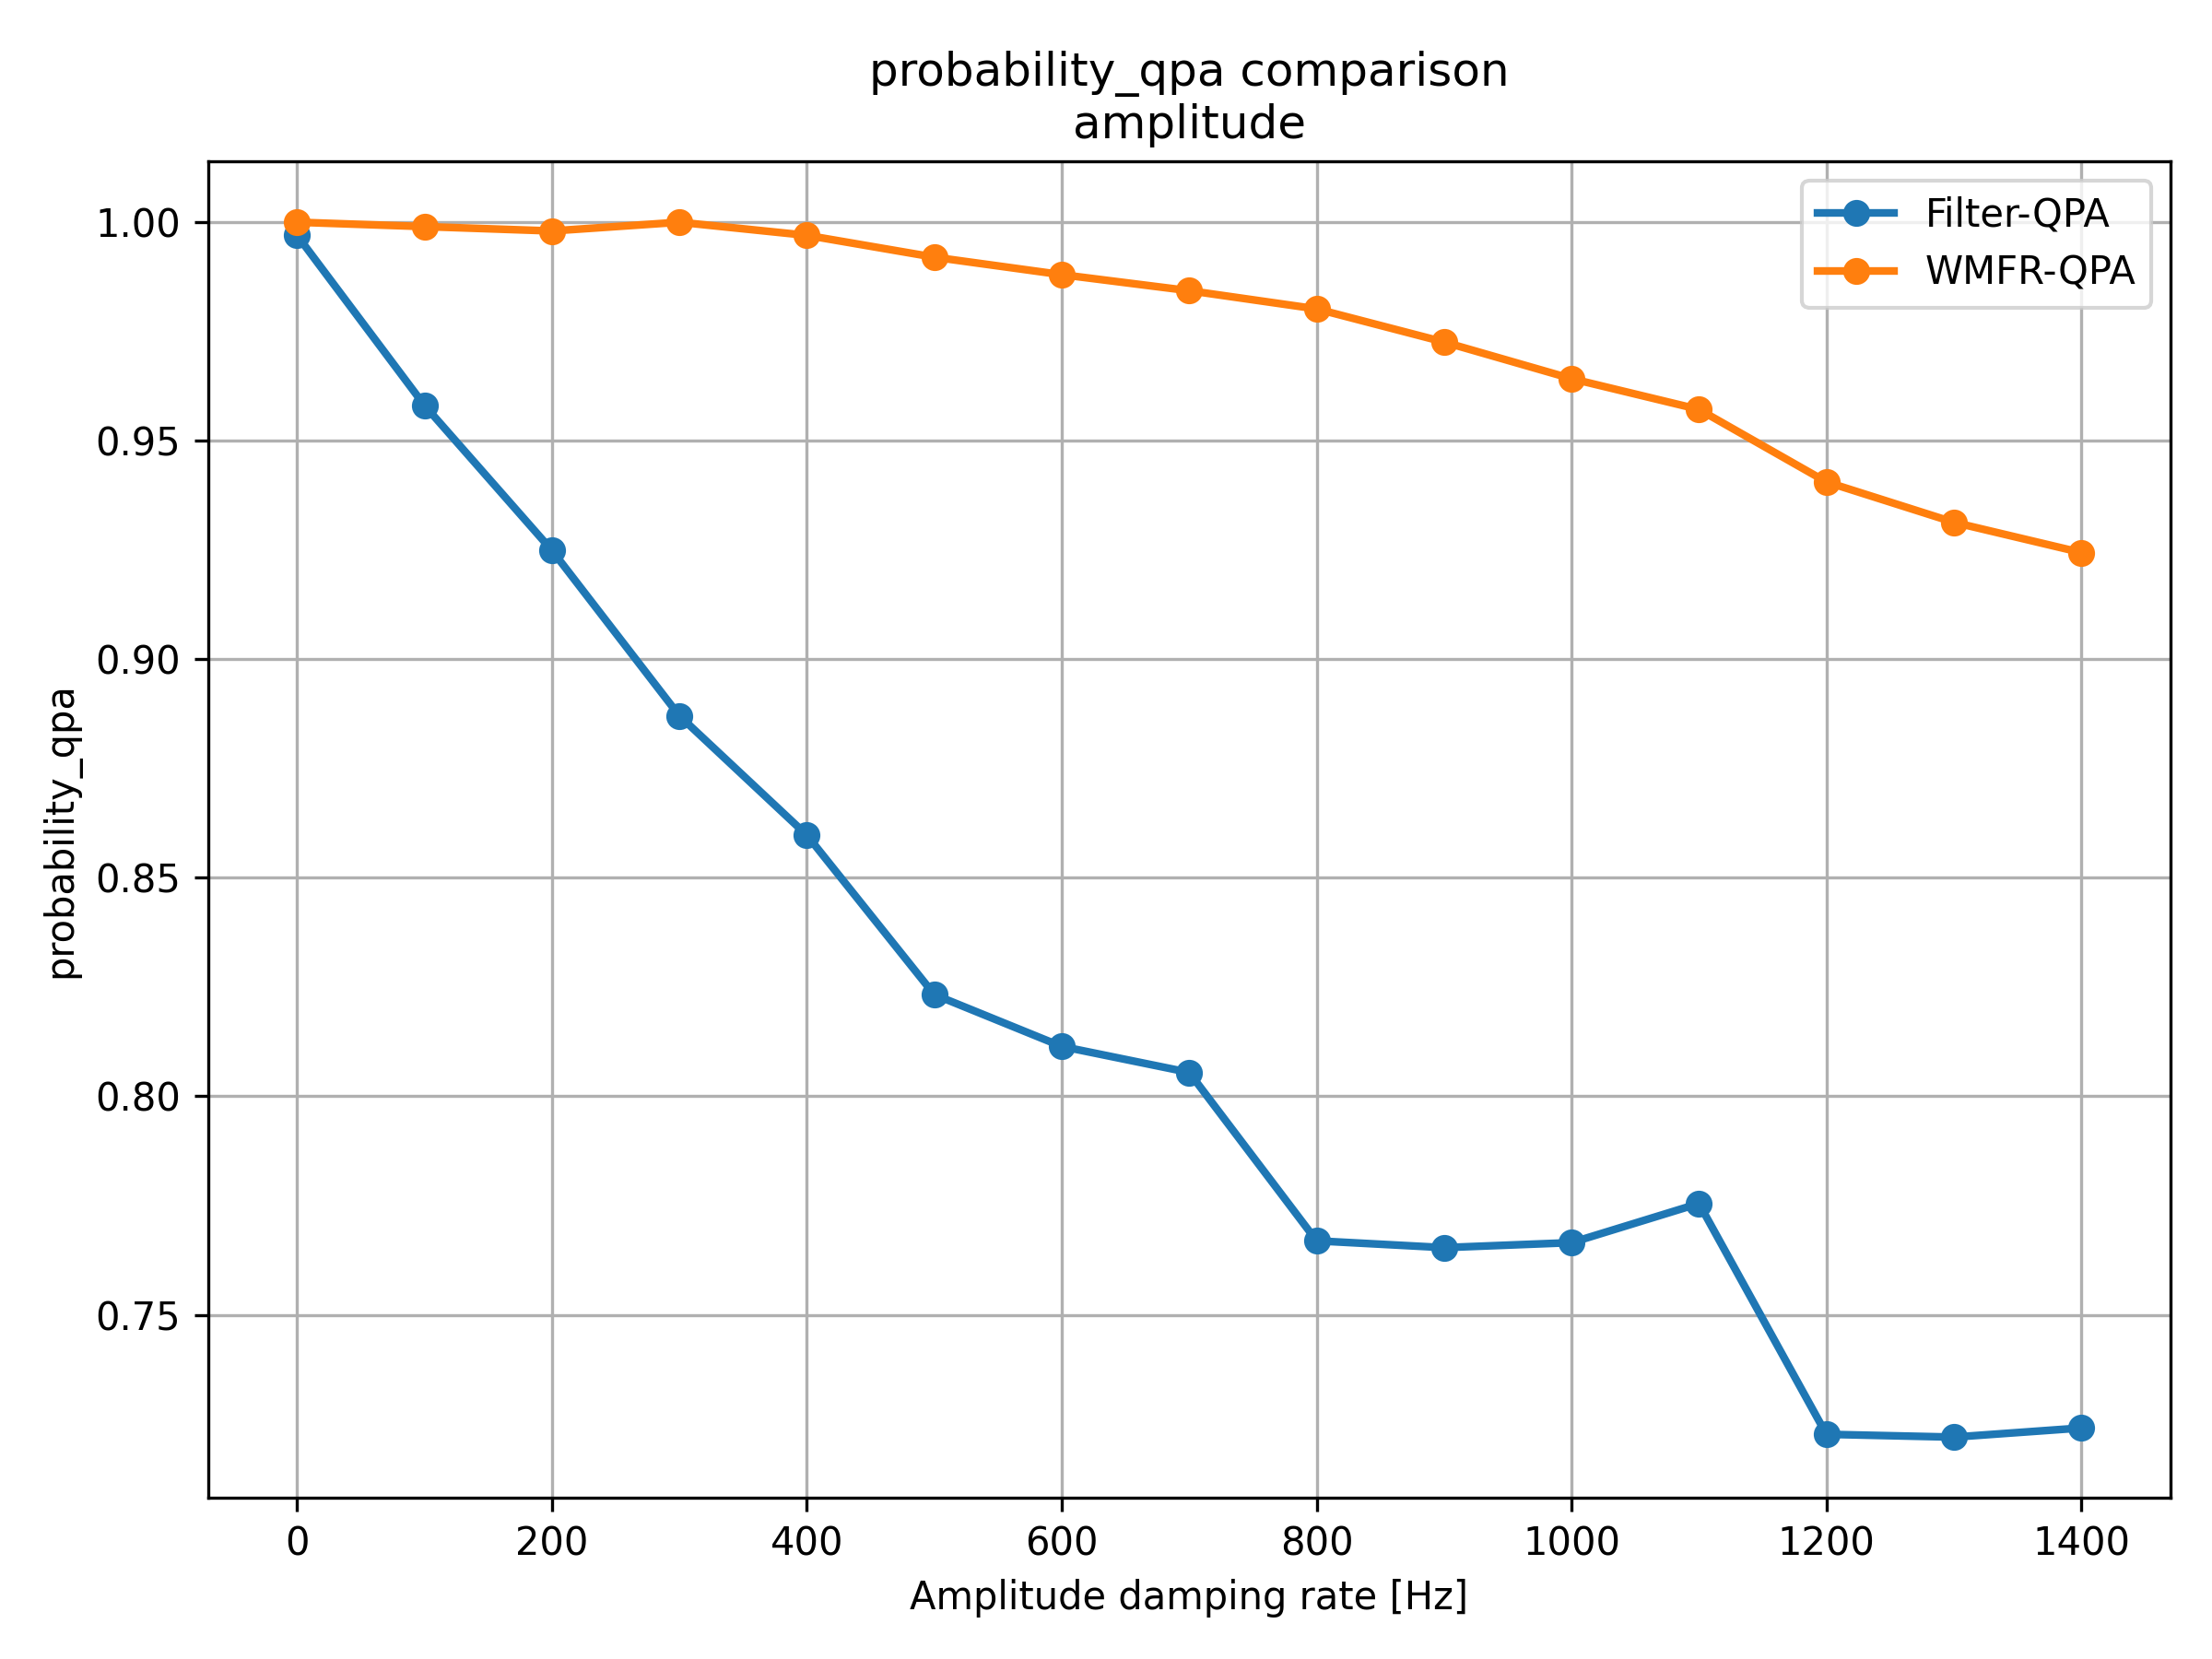 probability_qpa comparison
amplitude
Filter-QPA
WMFR-QPA
1.00
0.95
0.90
0.85
0.80
0.75
probability_qpa
0 200 400 600 800 1000 1200 1400
Amplitude damping rate [Hz]